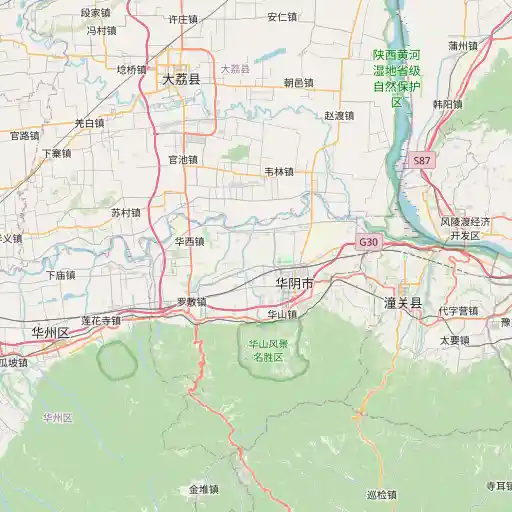 段家镇
许庄镇
安仁镇
冯村镇
蒲州镇
埝桥镇
大荔县
大荔县
朝邑镇
陕西黄河
湿地省级
自然保护
区
韩阳镇
羌白镇
赵渡镇
官路镇
下寨镇
官池镇
S87
韦林镇
苏村镇
风陵渡经济
开发区
华西镇
G30
下庙镇
罗敷镇
华阴市
潼关县
莲花寺镇
华山镇
代字营镇
华州区
太要镇
华山风景
名胜区
瓜坡镇
华州区
金堆镇
巡检镇
寺耳镇